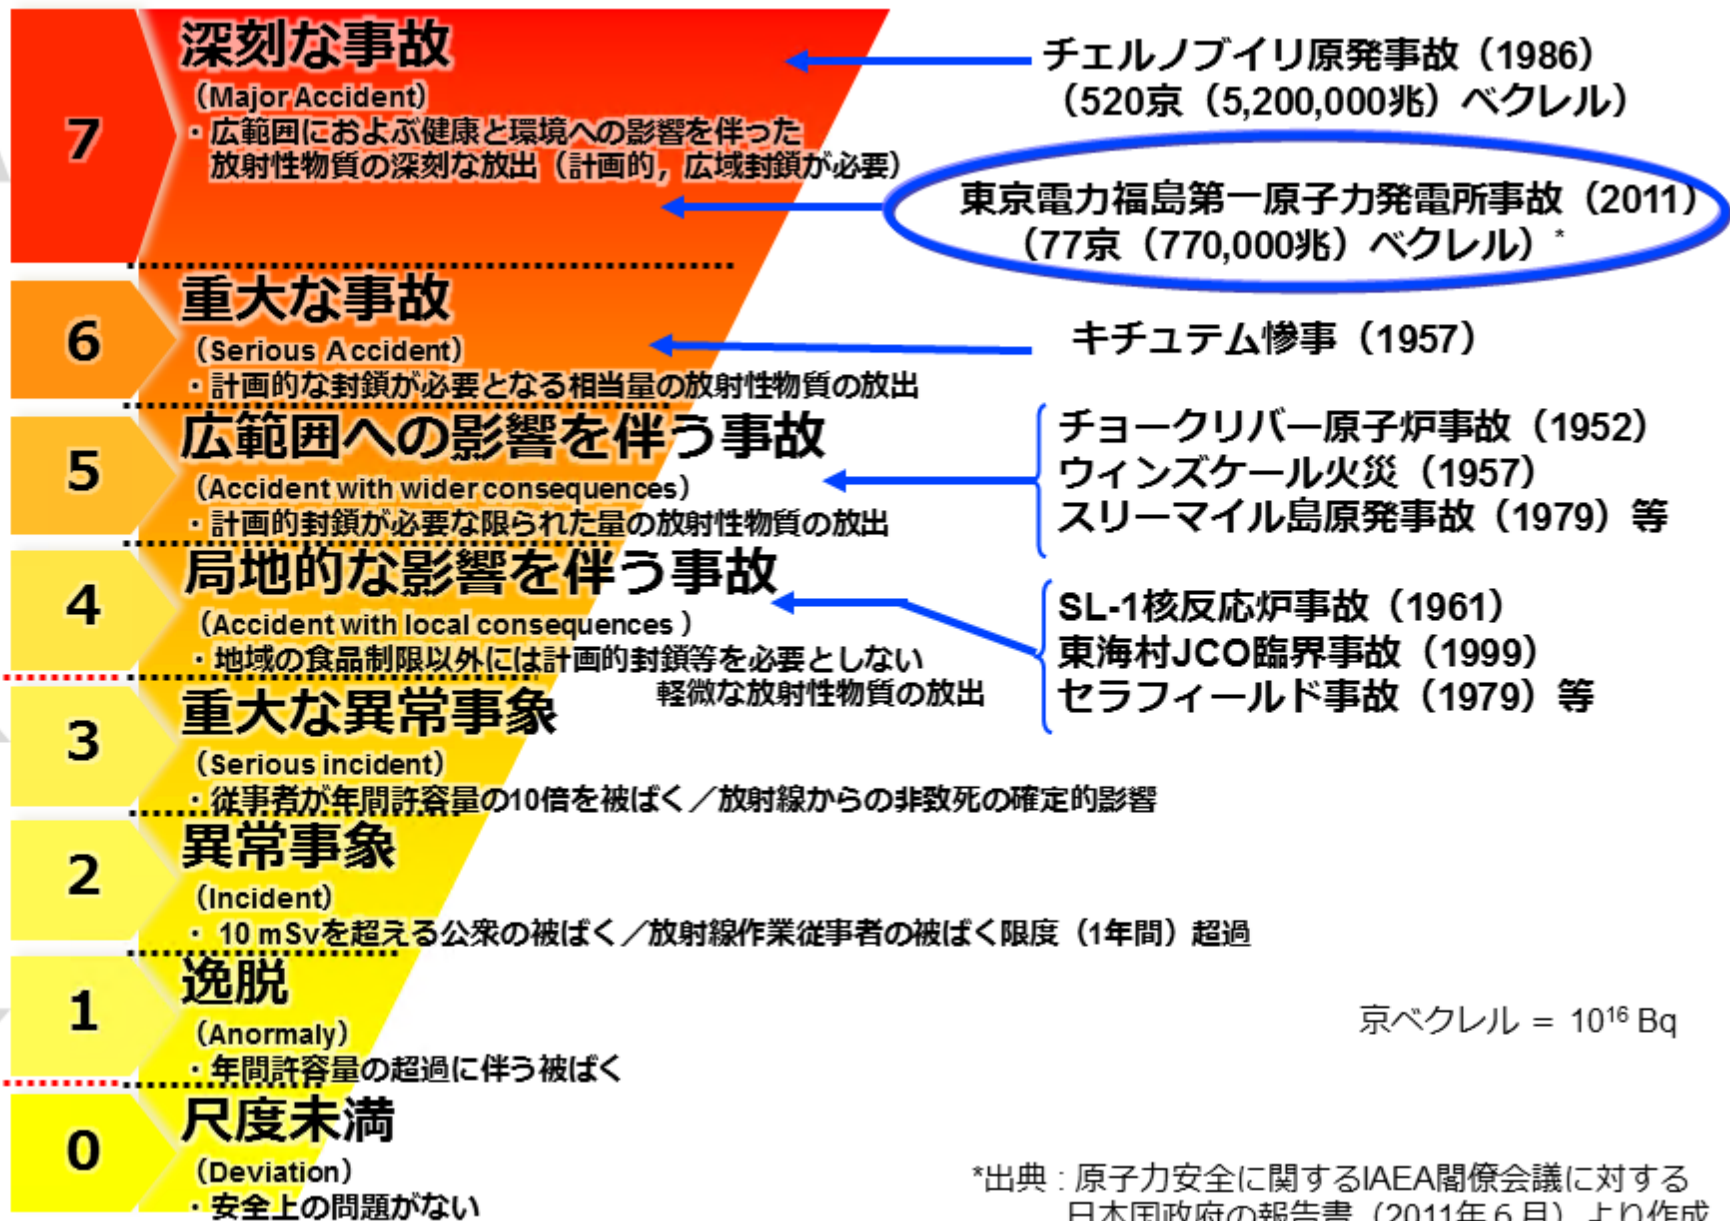 7
深刻な事故
（Major Accident）
・広範囲におよぶ健康と環境への影響を伴った
放射性物質の深刻な放出（計画的，広域封鎖が必要）
チェルノブイリ原発事故（1986）
（520京（5,200,000兆）ベクレル）
東京電力福島第一原子力発電所事故（2011）
（77京（770,000兆）ベクレル）*
6
重大な事故
（Serious Accident）
・計画的な封鎖が必要となる相当量の放射性物質の放出
キチュテム惨事（1957）
5
広範囲への影響を伴う事故
（Accident with wider consequences）
・計画的封鎖が必要な限られた量の放射性物質の放出
チョークリバー原子炉事故（1952）
ウィンズケール火災（1957）
スリーマイル島原発事故（1979）等
4
局地的な影響を伴う事故
（Accident with local consequences ）
・地域の食品制限以外には計画的封鎖等を必要としない
軽微な放射性物質の放出
SL-1核反応炉事故（1961）
東海村JCO臨界事故（1999）
セラフィールド事故（1979）等
3
重大な異常事象
（Serious incident）
・従事者が年間許容量の10倍を被ばく／放射線からの非致死の確定的影響
2
異常事象
（Incident）
・ 10 mSvを超える公衆の被ばく／放射線作業従事者の被ばく限度（1年間）超過
1
逸脱
（Anormaly）
・年間許容量の超過に伴う被ばく
京ベクレル ＝ 10¹⁶ Bq
0
尺度未満
（Deviation）
・安全上の問題がない
*出典：原子力安全に関するIAEA閣僚会議に対する
日本国政府の報告書（2011年６月）より作成